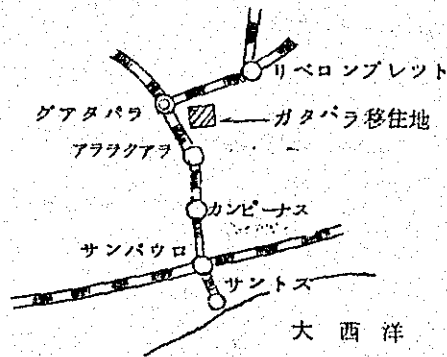 リベロンプレツト
グアタパラ
ガタパラ移住地
アララクアラ
カンピーナス
サンパウロ
サントス
大西洋